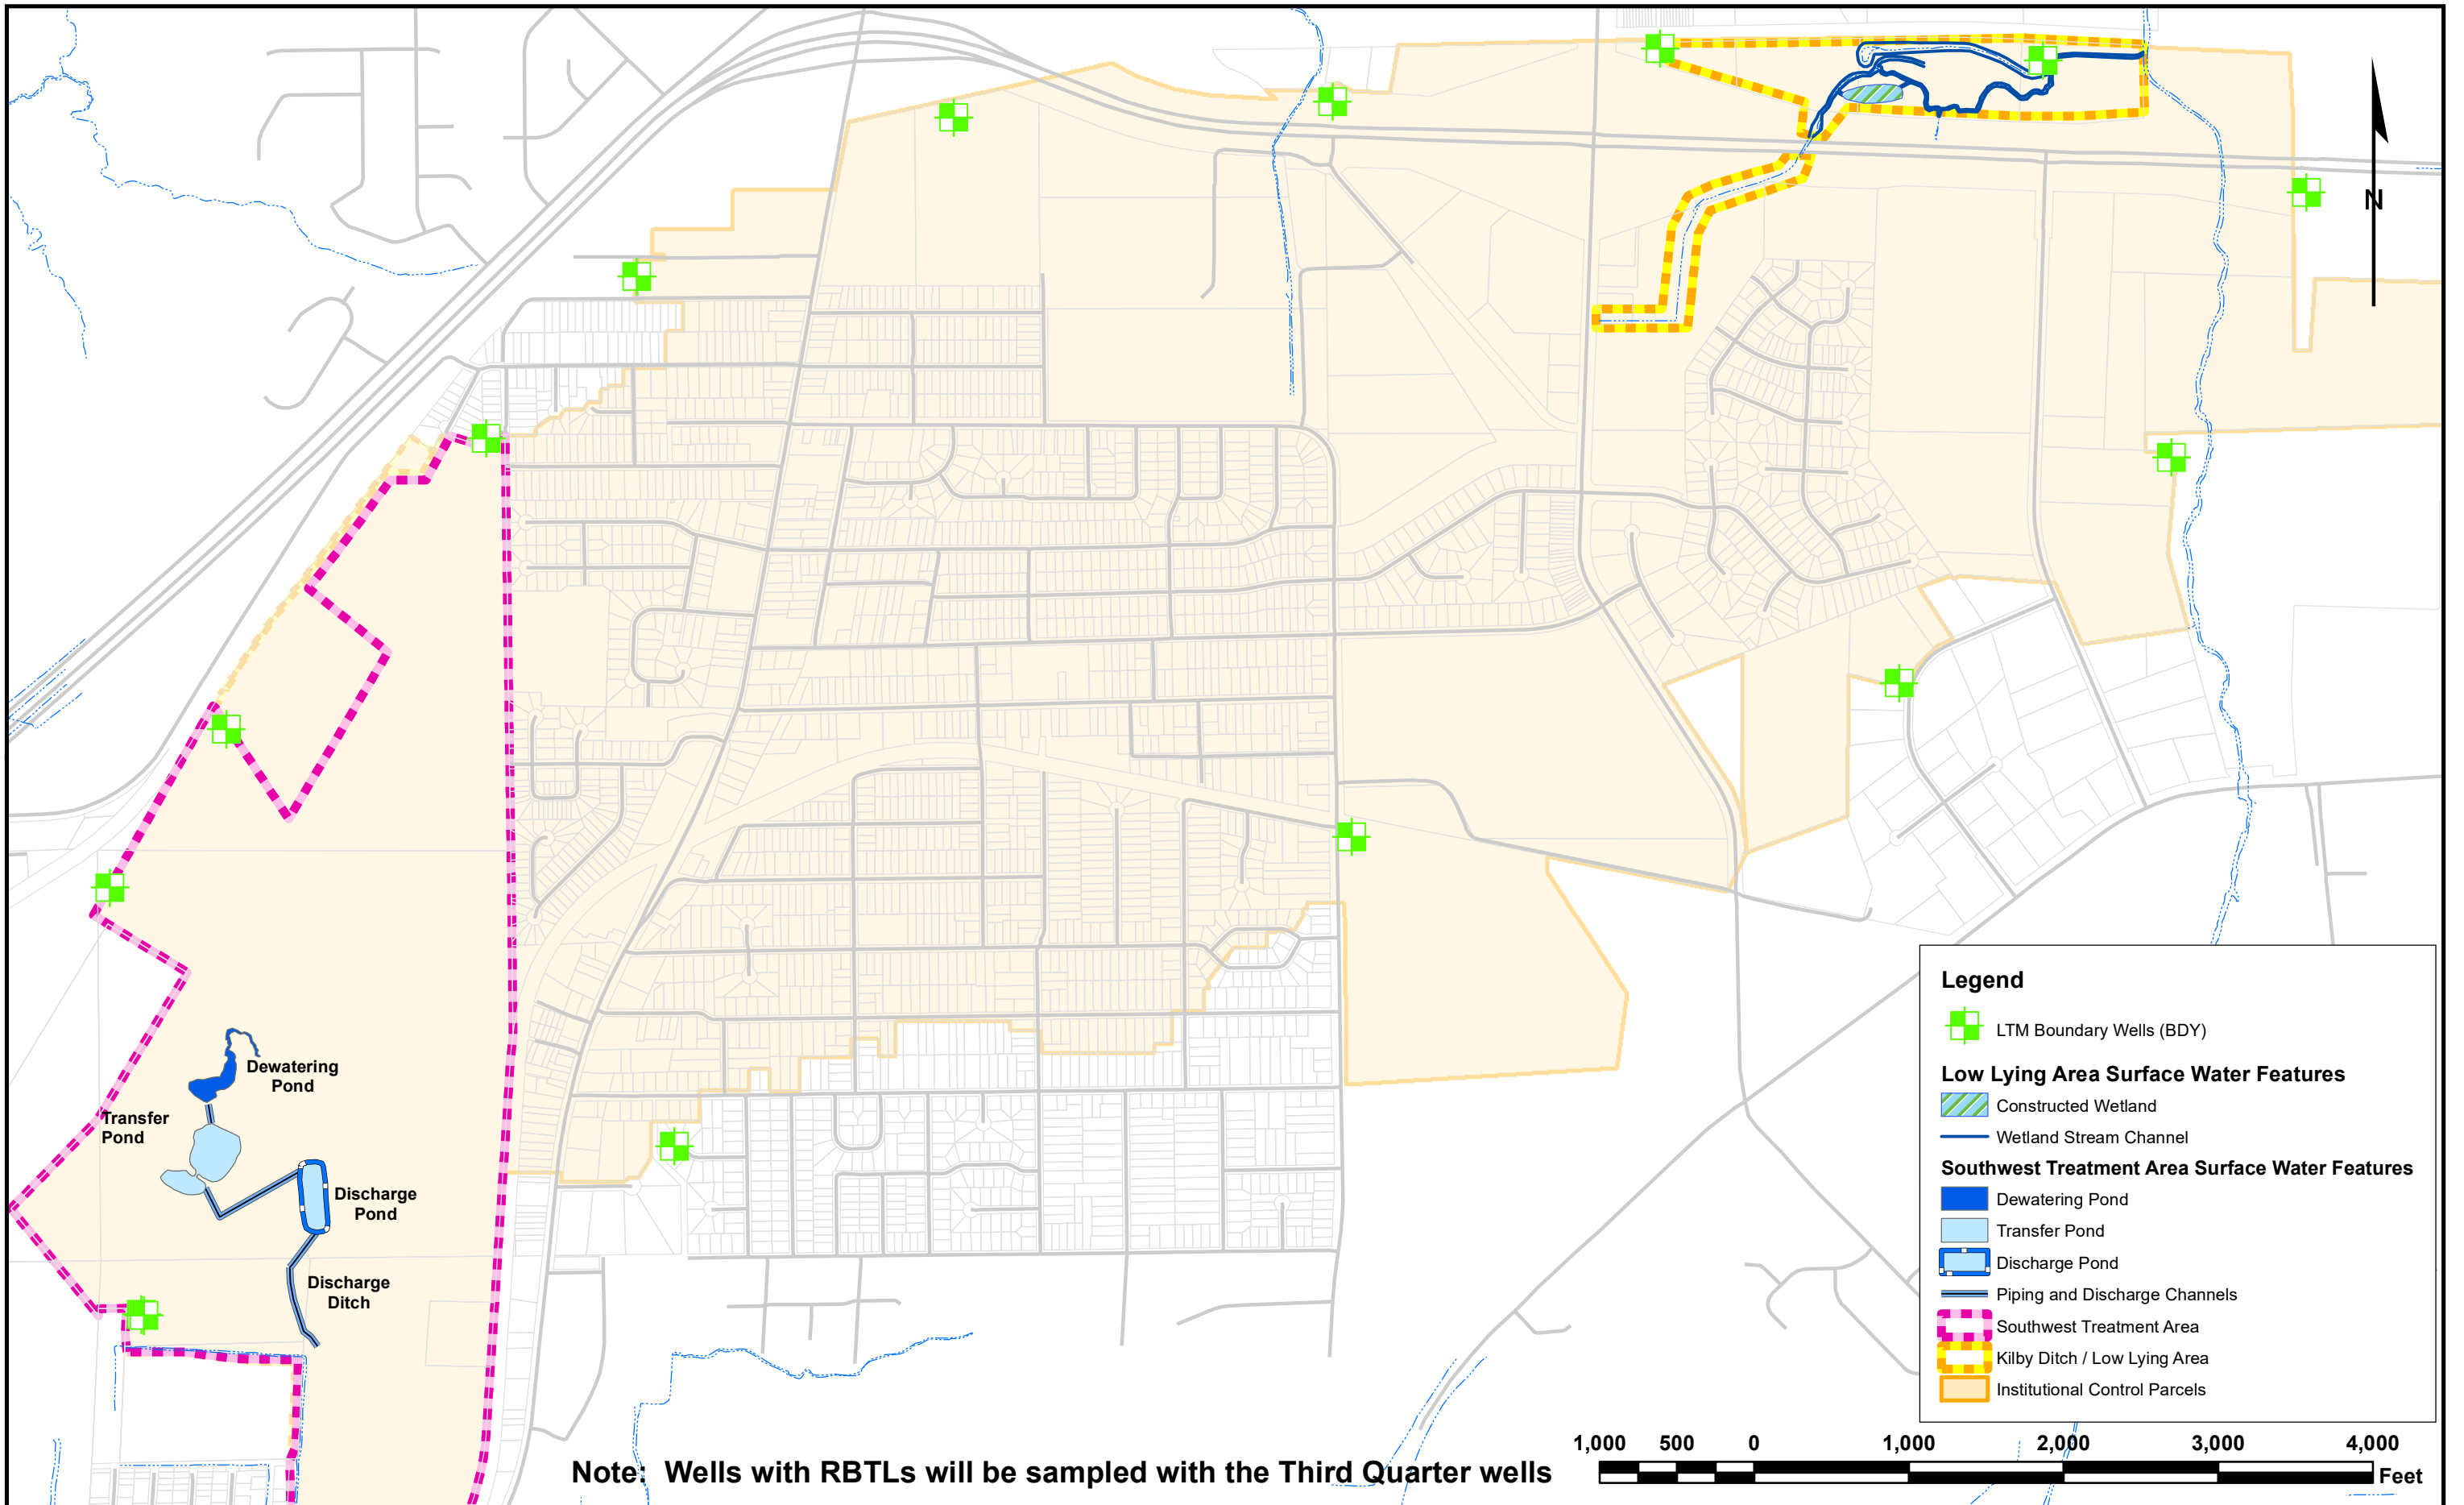 N
Dewatering
Pond
Transfer
Pond
Discharge
Pond
Discharge
Ditch
Legend
LTM Boundary Wells (BDY)
Low Lying Area Surface Water Features
Constructed Wetland
Wetland Stream Channel
Southwest Treatment Area Surface Water Features
Dewatering Pond
Transfer Pond
Discharge Pond
Piping and Discharge Channels
Southwest Treatment Area
Kilby Ditch / Low Lying Area
Institutional Control Parcels
1,000 500 0 1,000 2,000 3,000 4,000
Feet
Note: Wells with RBTLs will be sampled with the Third Quarter wells